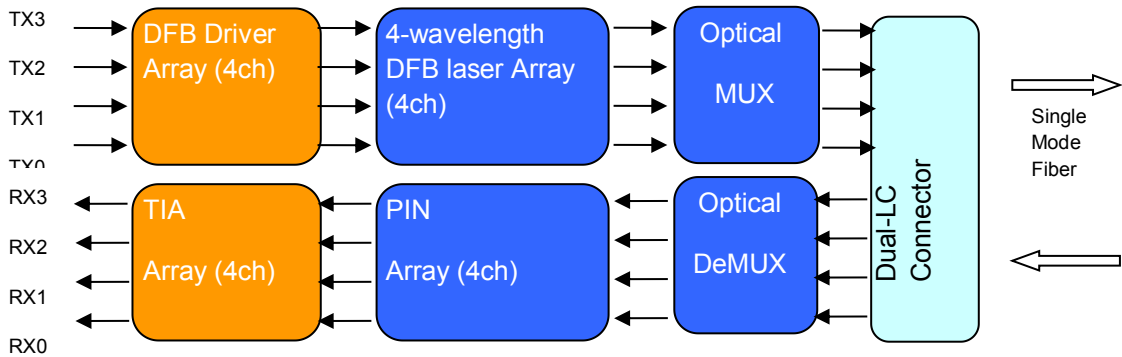 TX3
TX2
TX1
TX0
DFB Driver
Array (4ch)
4-wavelength
DFB laser Array
(4ch)
Optical
MUX
Dual-LC
Connector
Single
Mode
Fiber
RX3
RX2
RX1
RX0
TIA
Array (4ch)
PIN
Array (4ch)
Optical
DeMUX